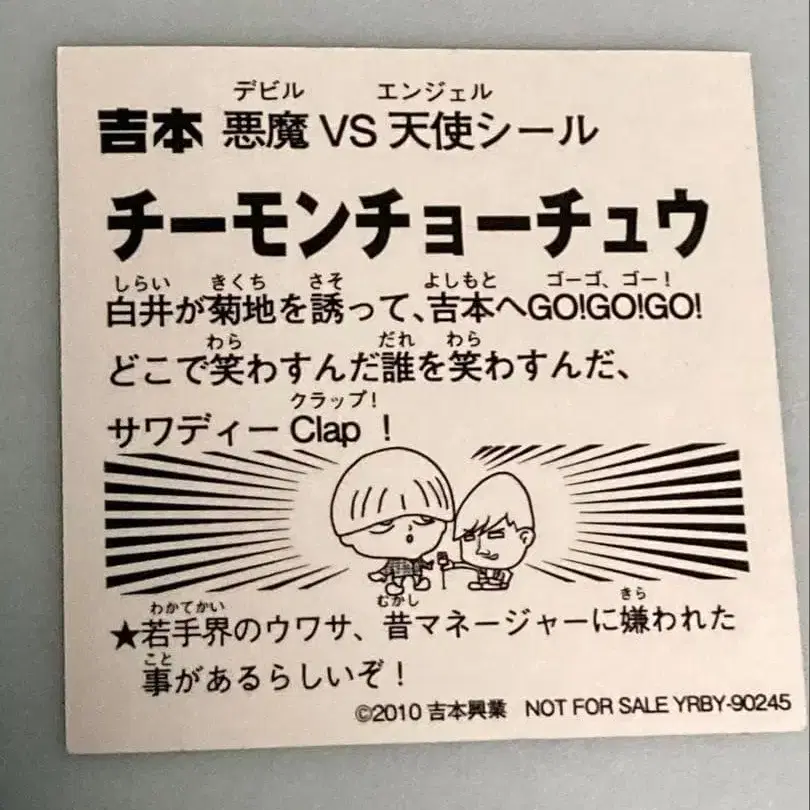 デビル エンジェル
吉本 悪魔 VS 天使シール
チーモンチョーチュウ
しらい きくち さそ よしもと ゴーゴ、ゴー!
白井が菊地を誘って、吉本へGO!GO!GO!
わら だれ わら
どこで笑わすんだ誰を笑わすんだ、
クラップ!
サワディー Clap !
わかてかい むかし きら
★若手界のウワサ、昔マネージャーに嫌われた
こと
事があるらしいぞ!
©2010 吉本興業 NOT FOR SALE YRBY-90245